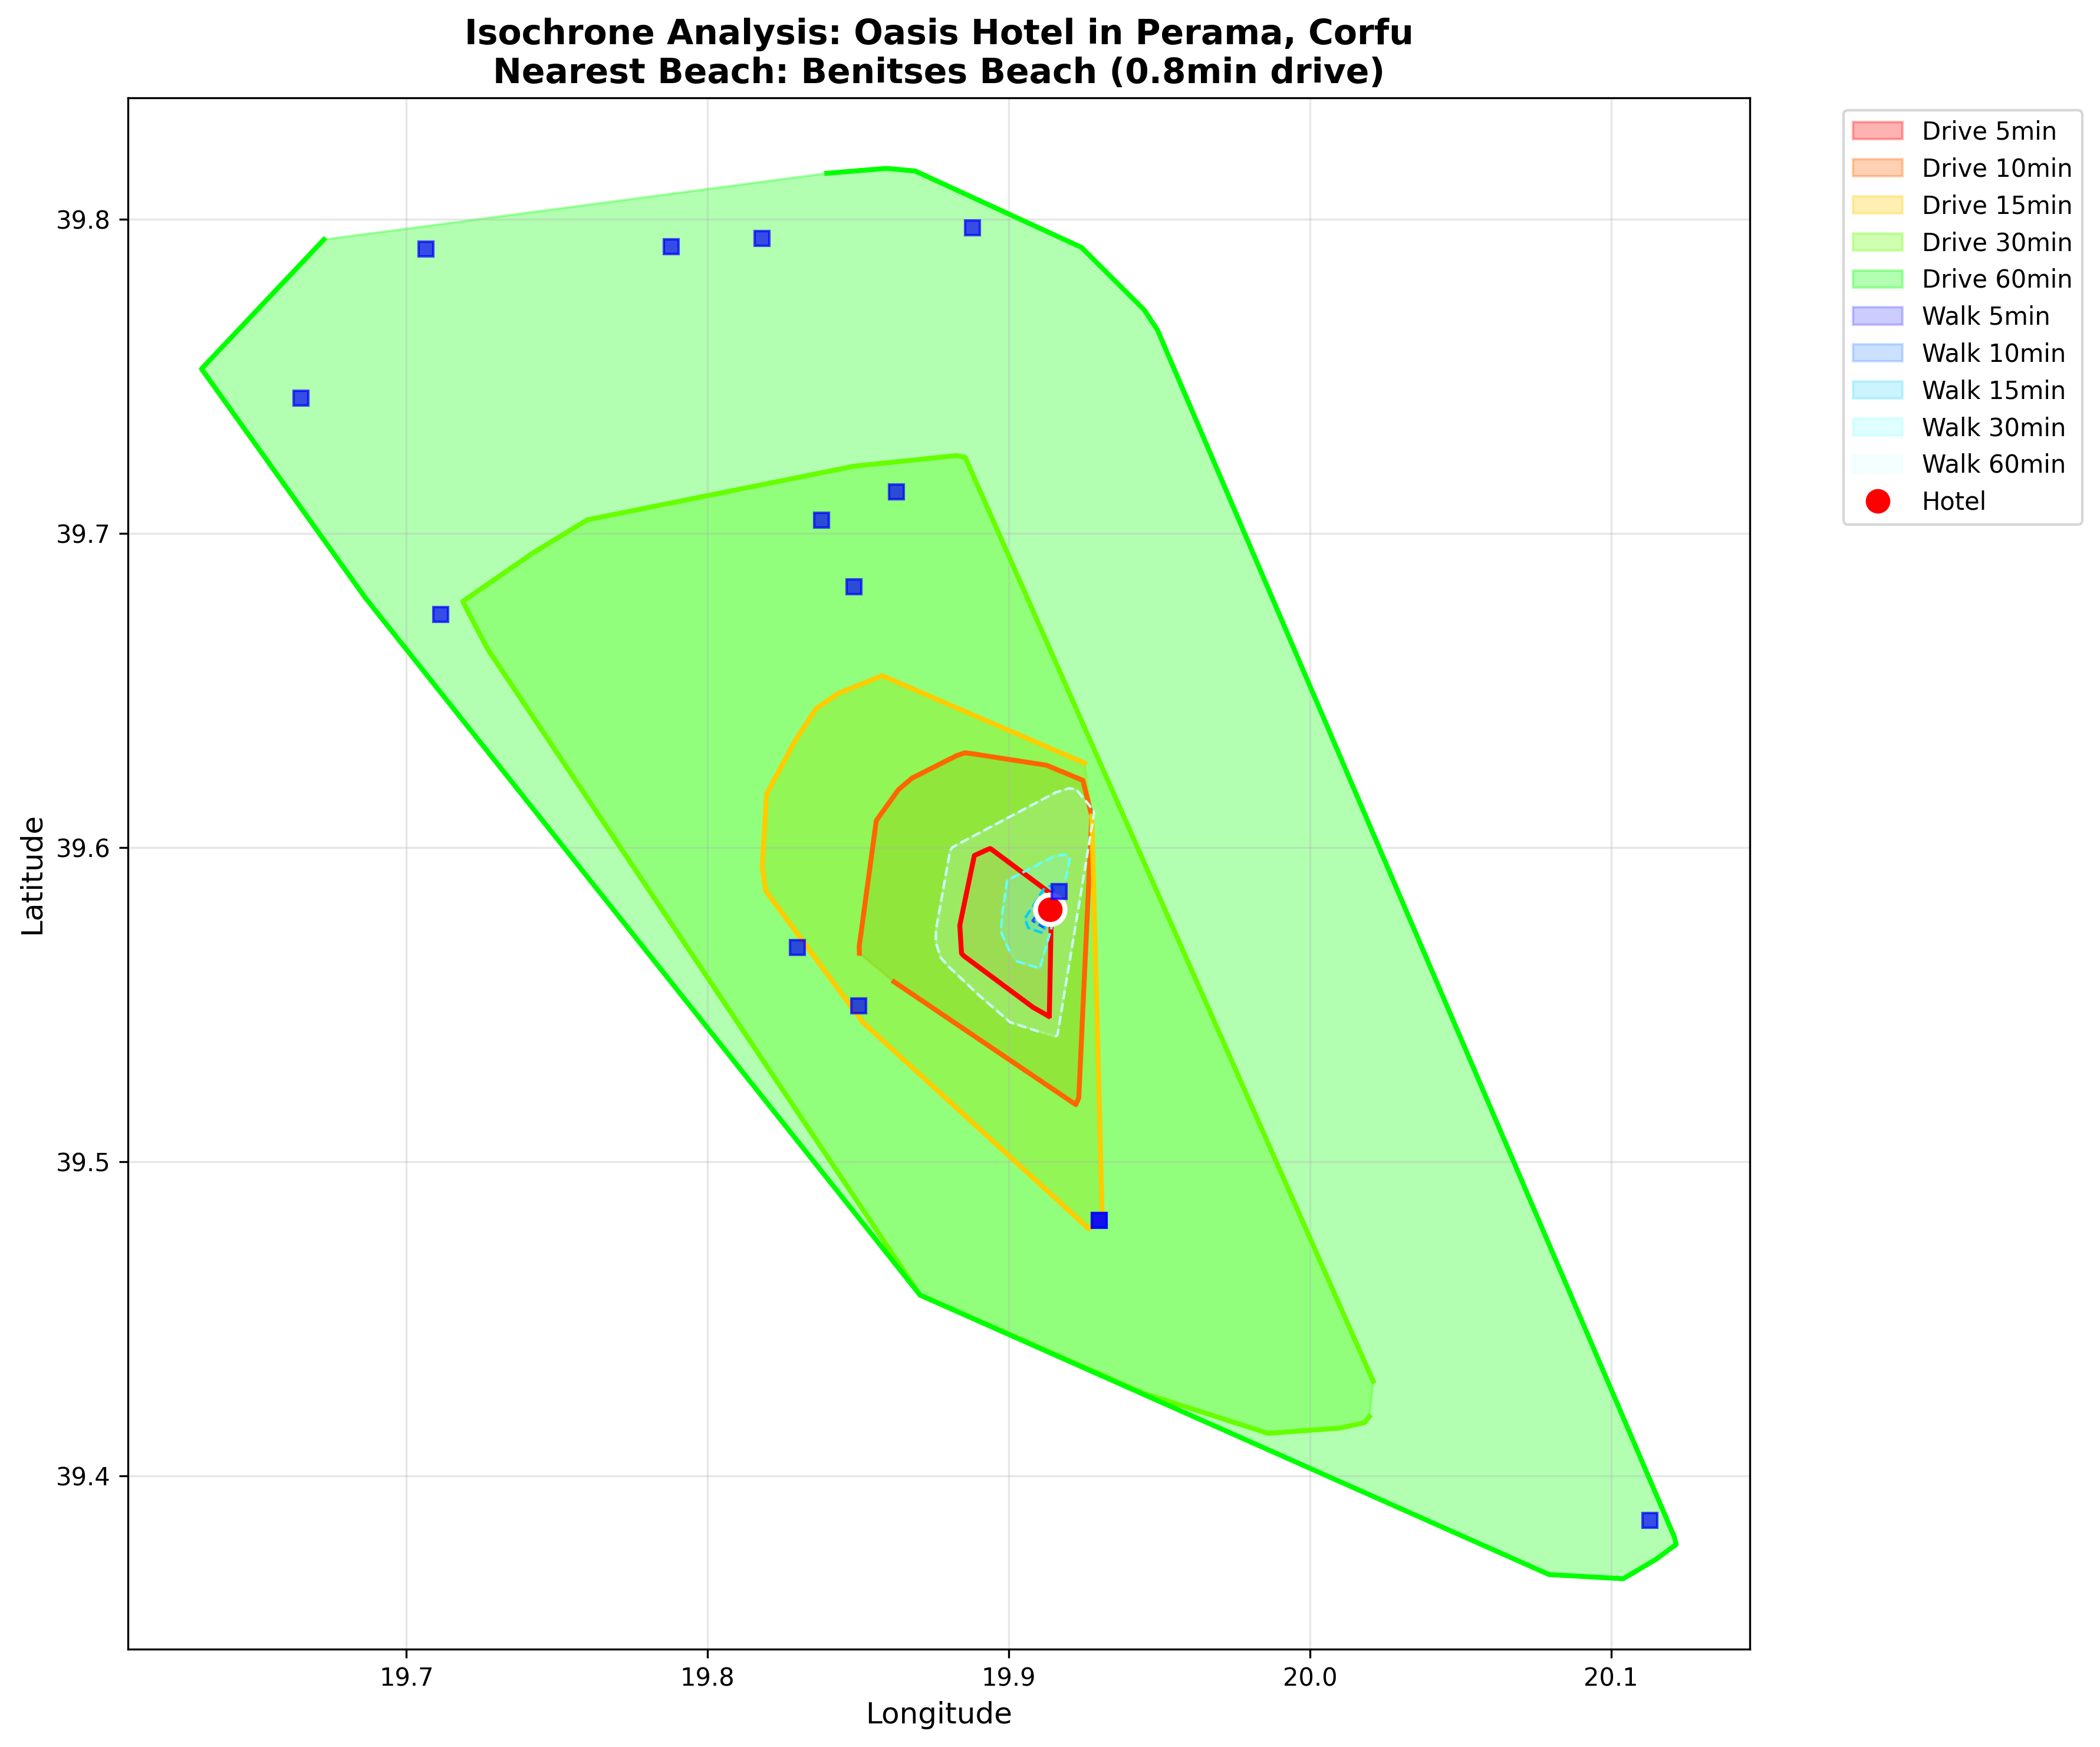 Isochrone Analysis: Oasis Hotel in Perama, Corfu
Nearest Beach: Benitses Beach (0.8min drive)
Drive 5min
Drive 10min
Drive 15min
Drive 30min
Drive 60min
Walk 5min
Walk 10min
Walk 15min
Walk 30min
Walk 60min
Hotel
39.8
39.7
39.6
39.5
39.4
Latitude
19.7
19.8
19.9
20.0
20.1
Longitude